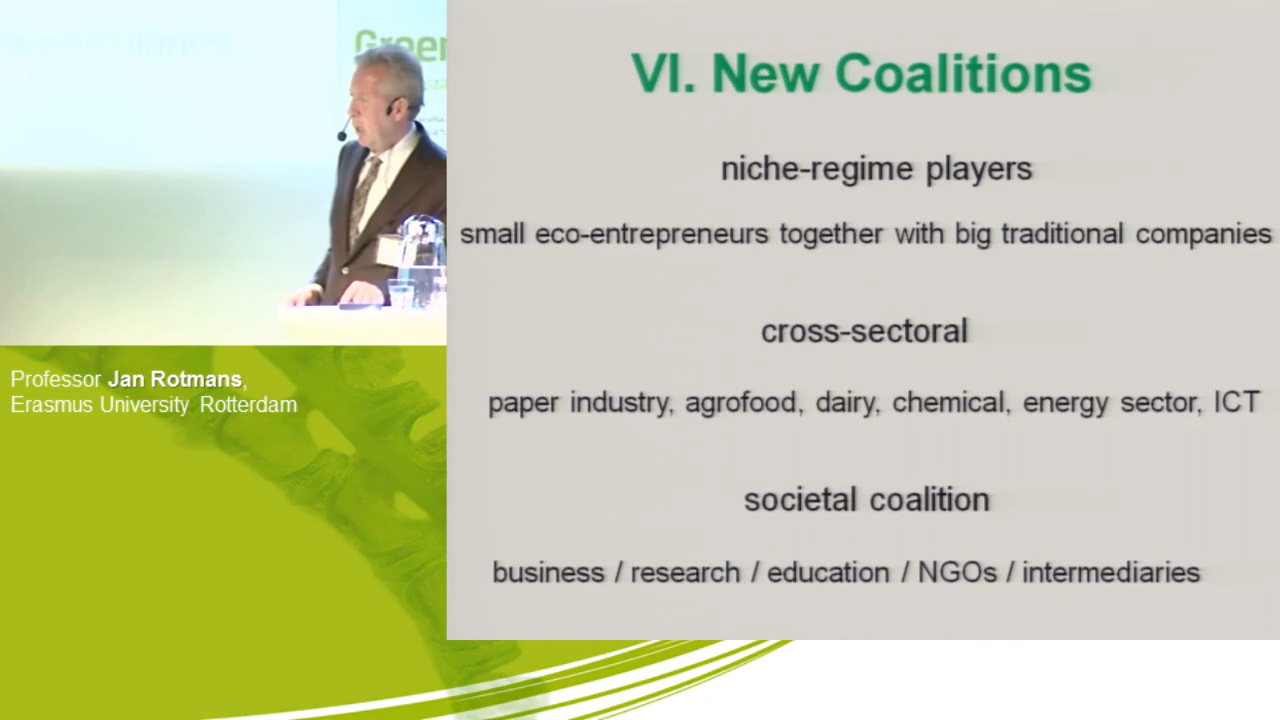 Green
VI. New Coalitions
niche-regime players
small eco-entrepreneurs together with big traditional companies
cross-sectoral
paper industry, agrofood, dairy, chemical, energy sector, ICT
societal coalition
business / research / education / NGOs / intermediaries
Professor Jan Rotmans,
Erasmus University Rotterdam